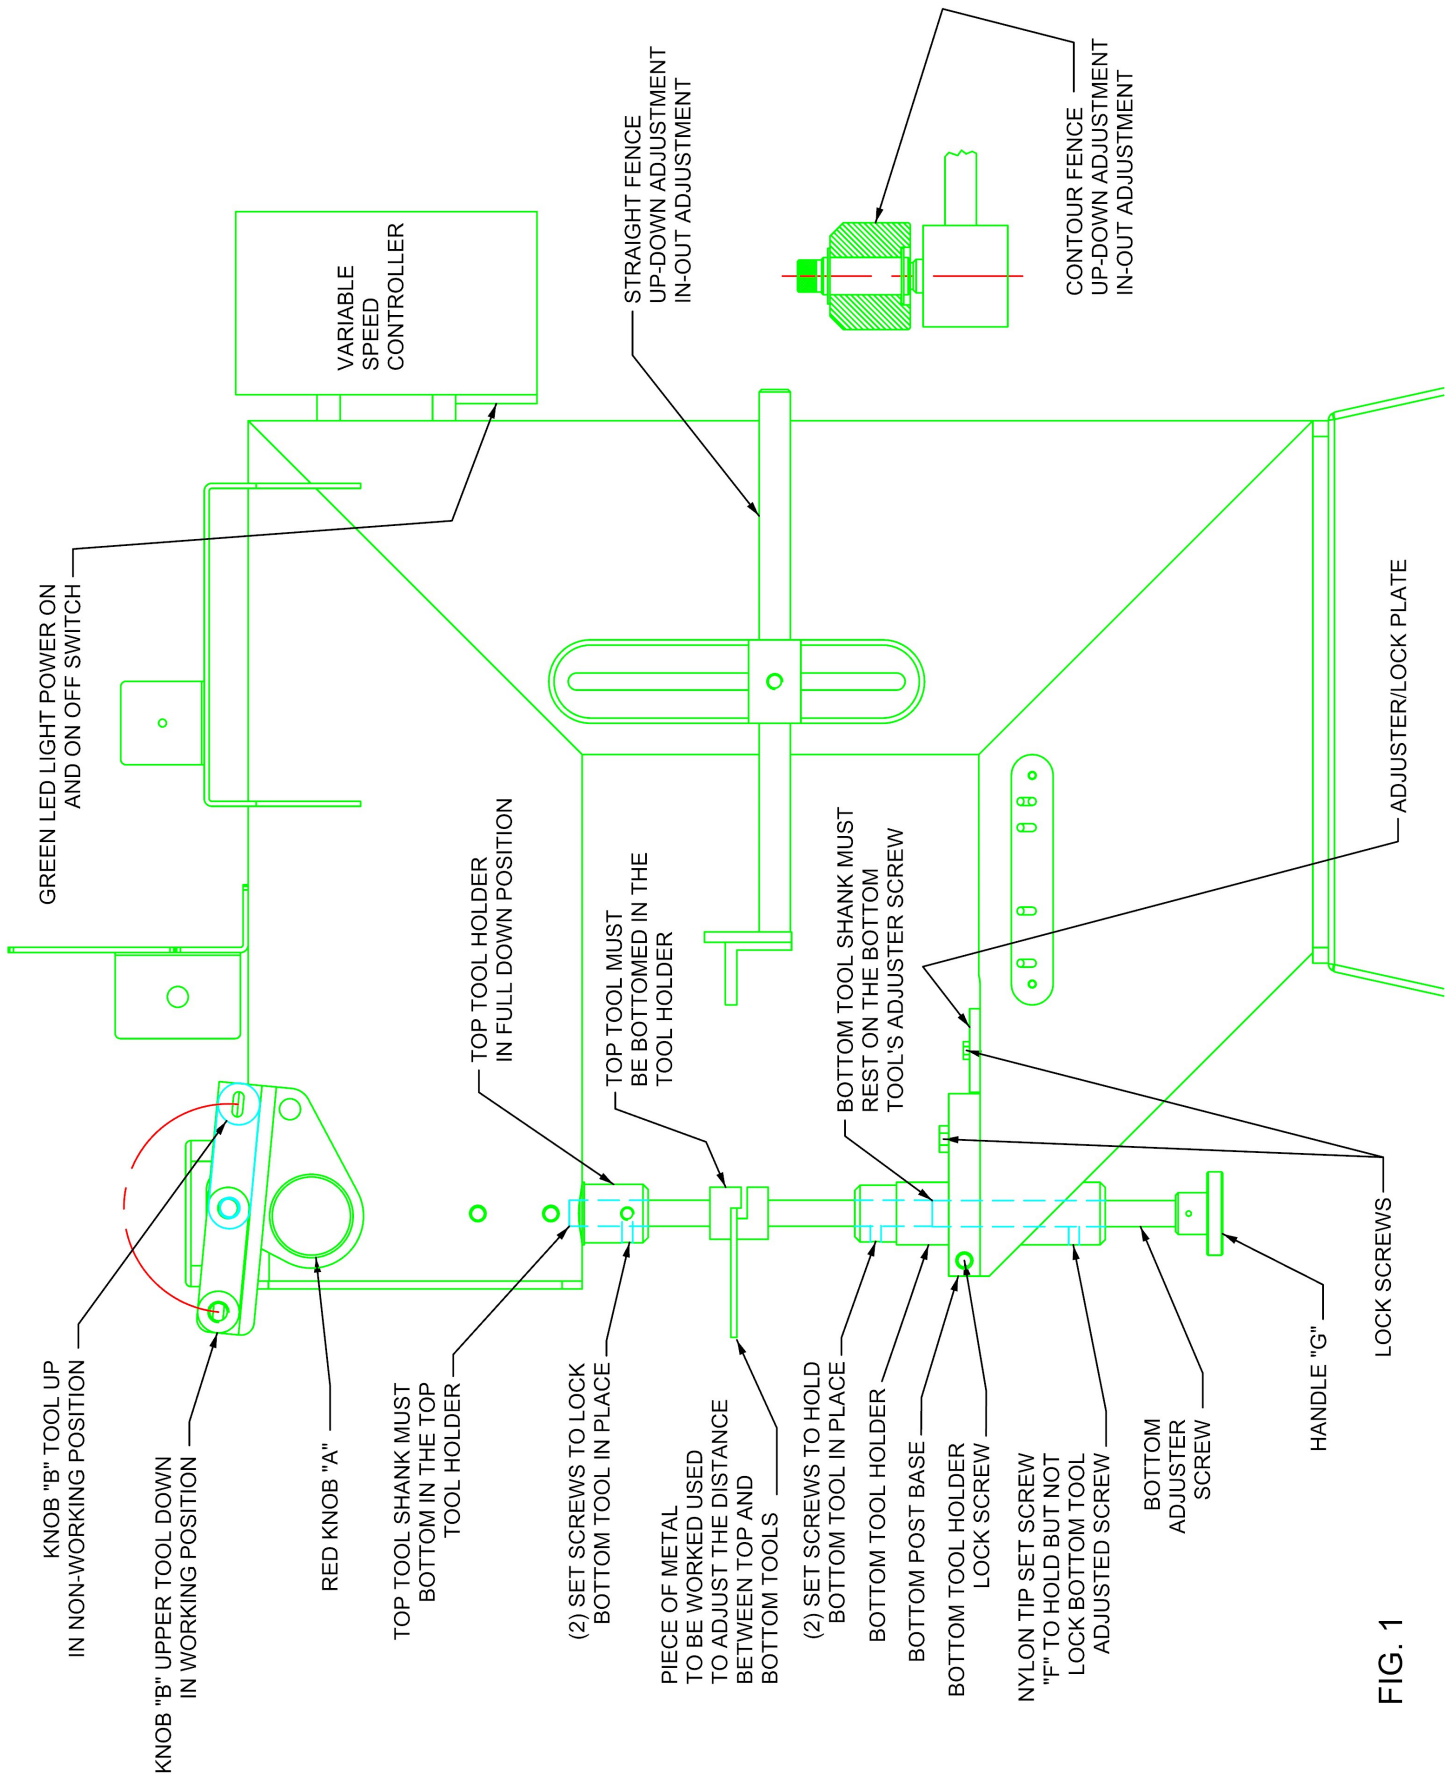 KNOB "B" TOOL UP
IN NON-WORKING POSITION
KNOB "B" UPPER TOOL DOWN
IN WORKING POSITION
RED KNOB "A"
TOP TOOL SHANK MUST
BOTTOM IN THE TOP
TOOL HOLDER
(2) SET SCREWS TO LOCK
BOTTOM TOOL IN PLACE
PIECE OF METAL
TO BE WORKED USED
TO ADJUST THE DISTANCE
BETWEEN TOP AND
BOTTOM TOOLS
(2) SET SCREWS TO HOLD
BOTTOM TOOL IN PLACE
BOTTOM TOOL HOLDER
BOTTOM POST BASE
BOTTOM TOOL HOLDER
LOCK SCREW
NYLON TIP SET SCREW
"F" TO HOLD BUT NOT
LOCK BOTTOM TOOL
ADJUSTED SCREW
BOTTOM
ADJUSTER
SCREW
HANDLE "G"
LOCK SCREWS
ADJUSTER/LOCK PLATE
GREEN LED LIGHT POWER ON
AND ON OFF SWITCH
TOP TOOL HOLDER
IN FULL DOWN POSITION
TOP TOOL MUST
BE BOTTOMED IN THE
TOOL HOLDER
BOTTOM TOOL SHANK MUST
REST ON THE BOTTOM
TOOL'S ADJUSTER SCREW
VARIABLE
SPEED
CONTROLLER
STRAIGHT FENCE
UP-DOWN ADJUSTMENT
IN-OUT ADJUSTMENT
CONTOUR FENCE
UP-DOWN ADJUSTMENT
IN-OUT ADJUSTMENT
FIG. 1